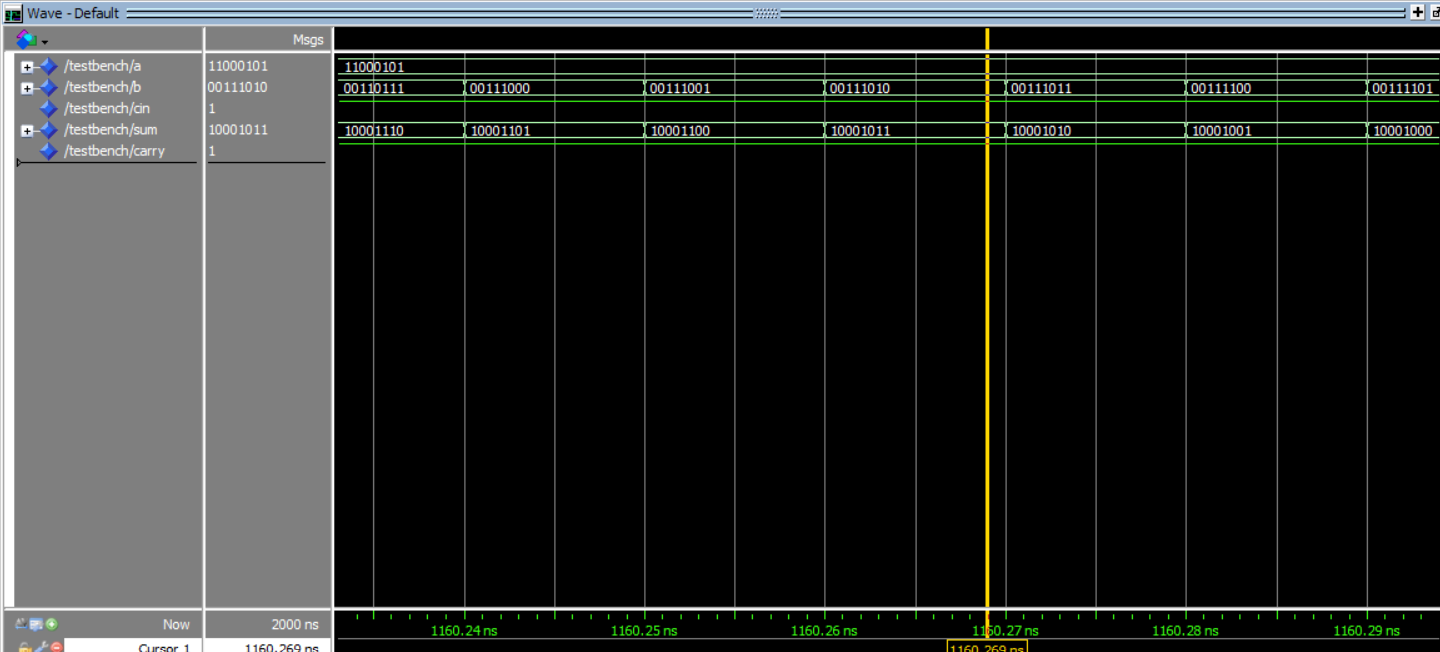 Wave - Default
Msgs
/testbench/a 11000101 11000101
/testbench/b 00111010 00110111 00111000 00111001 00111010 00111011 00111100 00111101
/testbench/cin 1
/testbench/sum 10001011 10001110 10001101 10001100 10001011 10001010 10001001 10001000
/testbench/carry 1
Now 2000 ns 1160.24 ns 1160.25 ns 1160.26 ns 1160.27 ns 1160.28 ns 1160.29 ns
Cursor 1 1160.269 ns 1160.269 ns